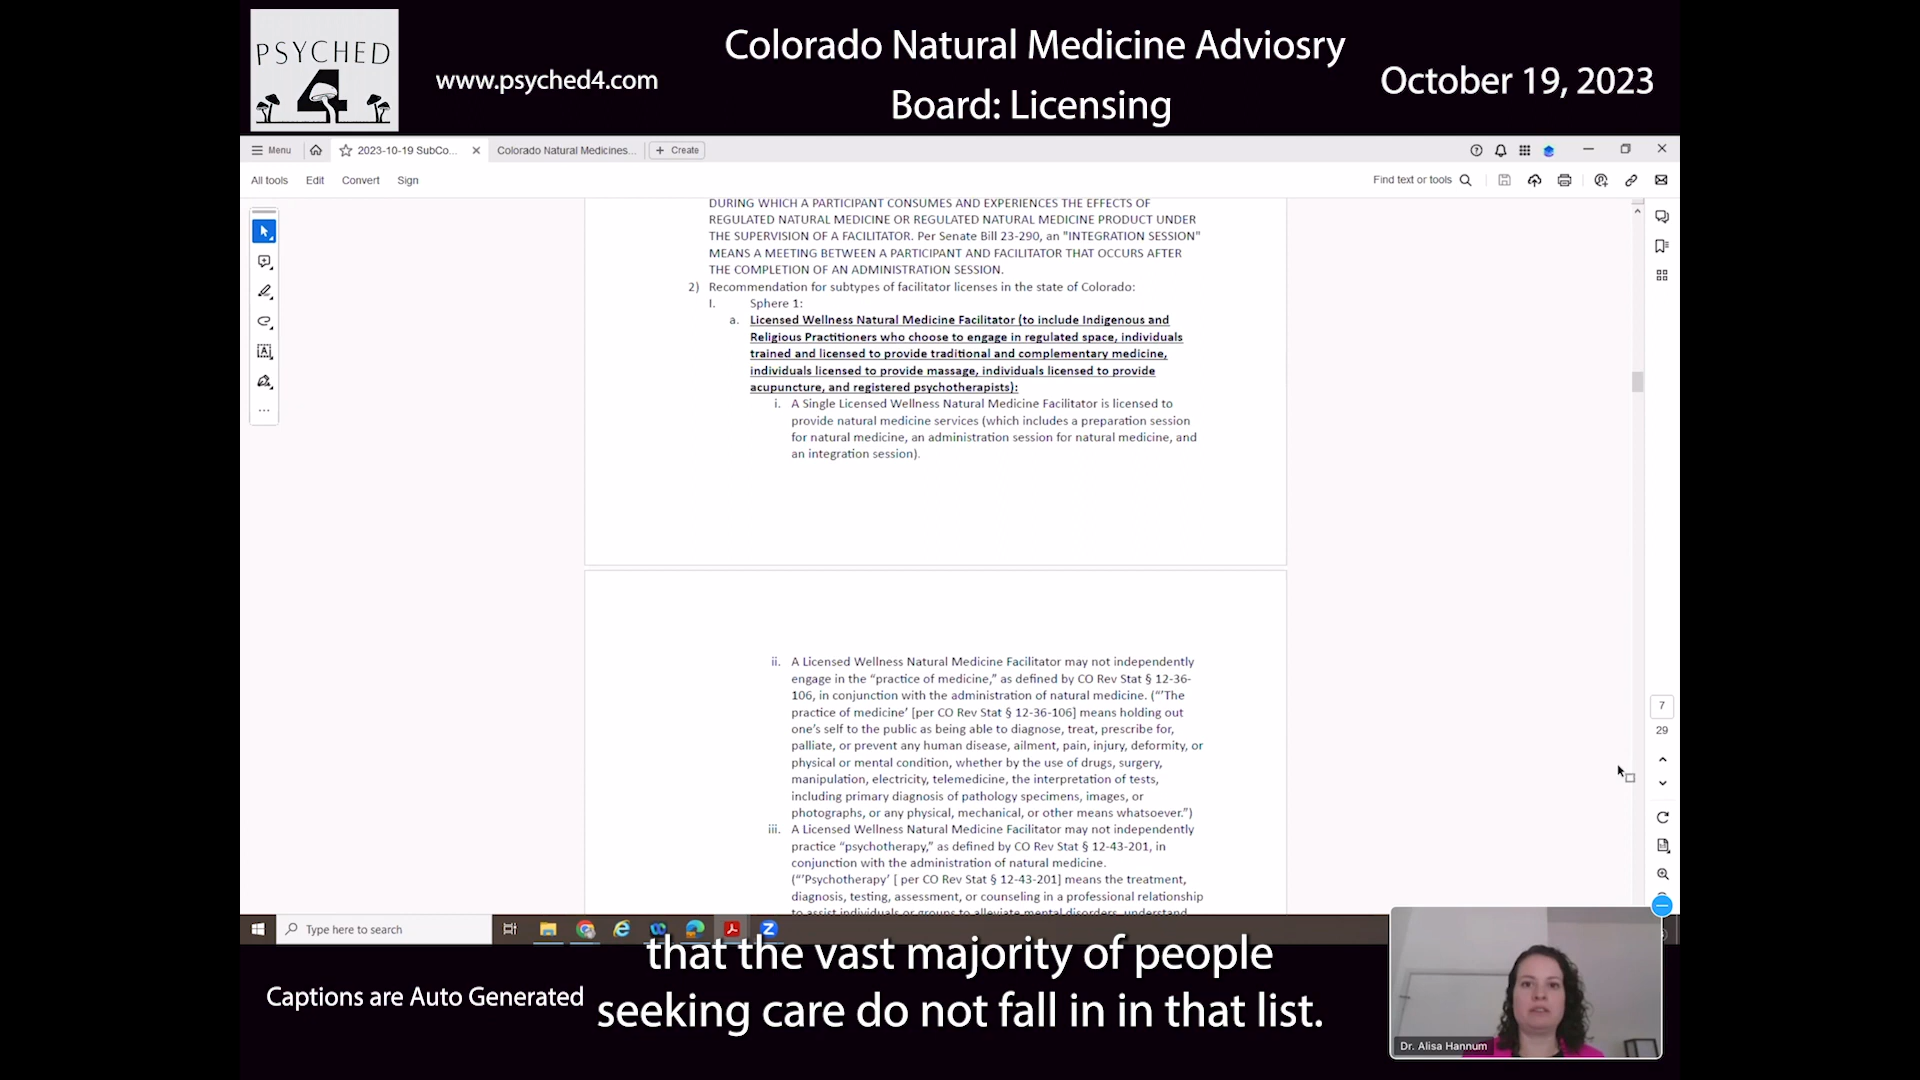 PSYCHED
4
www.psyched4.com
Colorado Natural Medicine Adviosry
Board: Licensing
October 19, 2023
Menu
2023-10-19 SubCo...
Colorado Natural Medicines...
+ Create
All tools
Edit
Convert
Sign
Find text or tools
DURING WHICH A PARTICIPANT CONSUMES AND EXPERIENCES THE EFFECTS OF
REGULATED NATURAL MEDICINE OR REGULATED NATURAL MEDICINE PRODUCT UNDER
THE SUPERVISION OF A FACILITATOR. Per Senate Bill 23-290, an "INTEGRATION SESSION"
MEANS A MEETING BETWEEN A PARTICIPANT AND FACILITATOR THAT OCCURS AFTER
THE COMPLETION OF AN ADMINISTRATION SESSION.
2) Recommendation for subtypes of facilitator licenses in the state of Colorado:
I. Sphere 1:
a. Licensed Wellness Natural Medicine Facilitator (to include Indigenous and
Religious Practitioners who choose to engage in regulated space, individuals
trained and licensed to provide traditional and complementary medicine,
individuals licensed to provide massage, individuals licensed to provide
acupuncture, and registered psychotherapists):
i. A Single Licensed Wellness Natural Medicine Facilitator is licensed to
provide natural medicine services (which includes a preparation session
for natural medicine, an administration session for natural medicine, and
an integration session).
ii. A Licensed Wellness Natural Medicine Facilitator may not independently
engage in the “practice of medicine,” as defined by CO Rev Stat § 12-36-
106, in conjunction with the administration of natural medicine. (“‘The
practice of medicine’ [per CO Rev Stat § 12-36-106] means holding out
one’s self to the public as being able to diagnose, treat, prescribe for,
palliate, or prevent any human disease, ailment, pain, injury, deformity, or
physical or mental condition, whether by the use of drugs, surgery,
manipulation, electricity, telemedicine, the interpretation of tests,
including primary diagnosis of pathology specimens, images, or
photographs, or any physical, mechanical, or other means whatsoever.”)
iii. A Licensed Wellness Natural Medicine Facilitator may not independently
practice “psychotherapy,” as defined by CO Rev Stat § 12-43-201, in
conjunction with the administration of natural medicine.
(“‘Psychotherapy’ [ per CO Rev Stat § 12-43-201] means the treatment,
diagnosis, testing, assessment, or counseling in a professional relationship
to assist individuals or groups to alleviate mental disorders, understand
7
29
Type here to search
that the vast majority of people
seeking care do not fall in in that list.
Captions are Auto Generated
Dr. Alisa Hannum